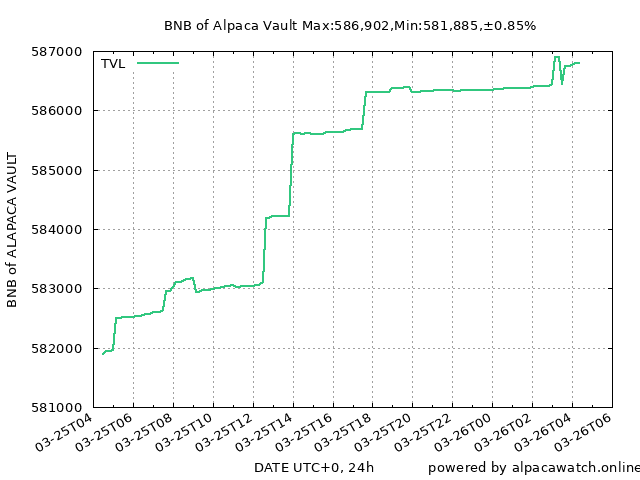 BNB of Alpaca Vault Max:586,902,Min:581,885,±0.85%
TVL
587000
586000
585000
584000
583000
582000
581000
BNB of ALAPACA VAULT
03-25T04
03-25T06
03-25T08
03-25T10
03-25T12
03-25T14
03-25T16
03-25T18
03-25T20
03-25T22
03-26T00
03-26T02
03-26T04
03-26T06
DATE UTC+0, 24h
powered by alpacawatch.online